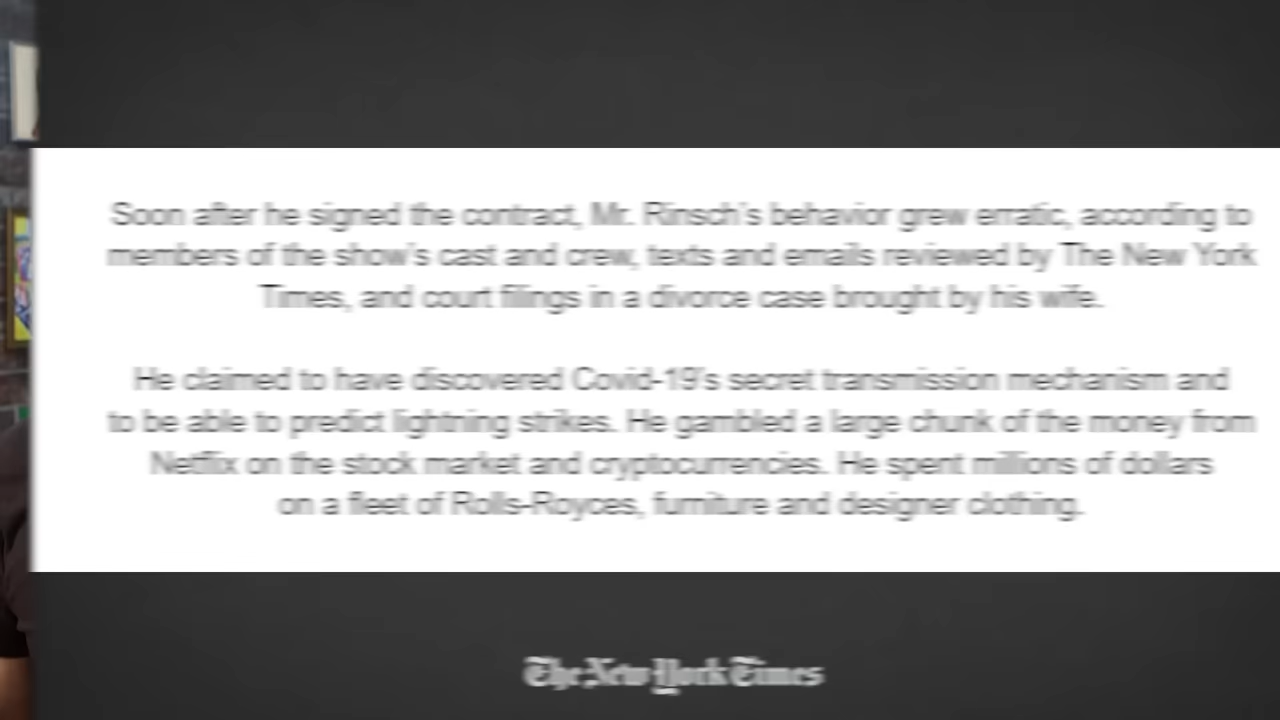 Soon after he signed the contract, Mr. Rinsch's behavior grew erratic, according to
members of the show's cast and crew, texts and emails reviewed by The New York
Times, and court filings in a divorce case brought by his wife.
He claimed to have discovered Covid-19's secret transmission mechanism and
to be able to predict lightning strikes. He gambled a large chunk of the money from
Netflix on the stock market and cryptocurrencies. He spent millions of dollars
on a fleet of Rolls-Royces, furniture and designer clothing.
The New York Times